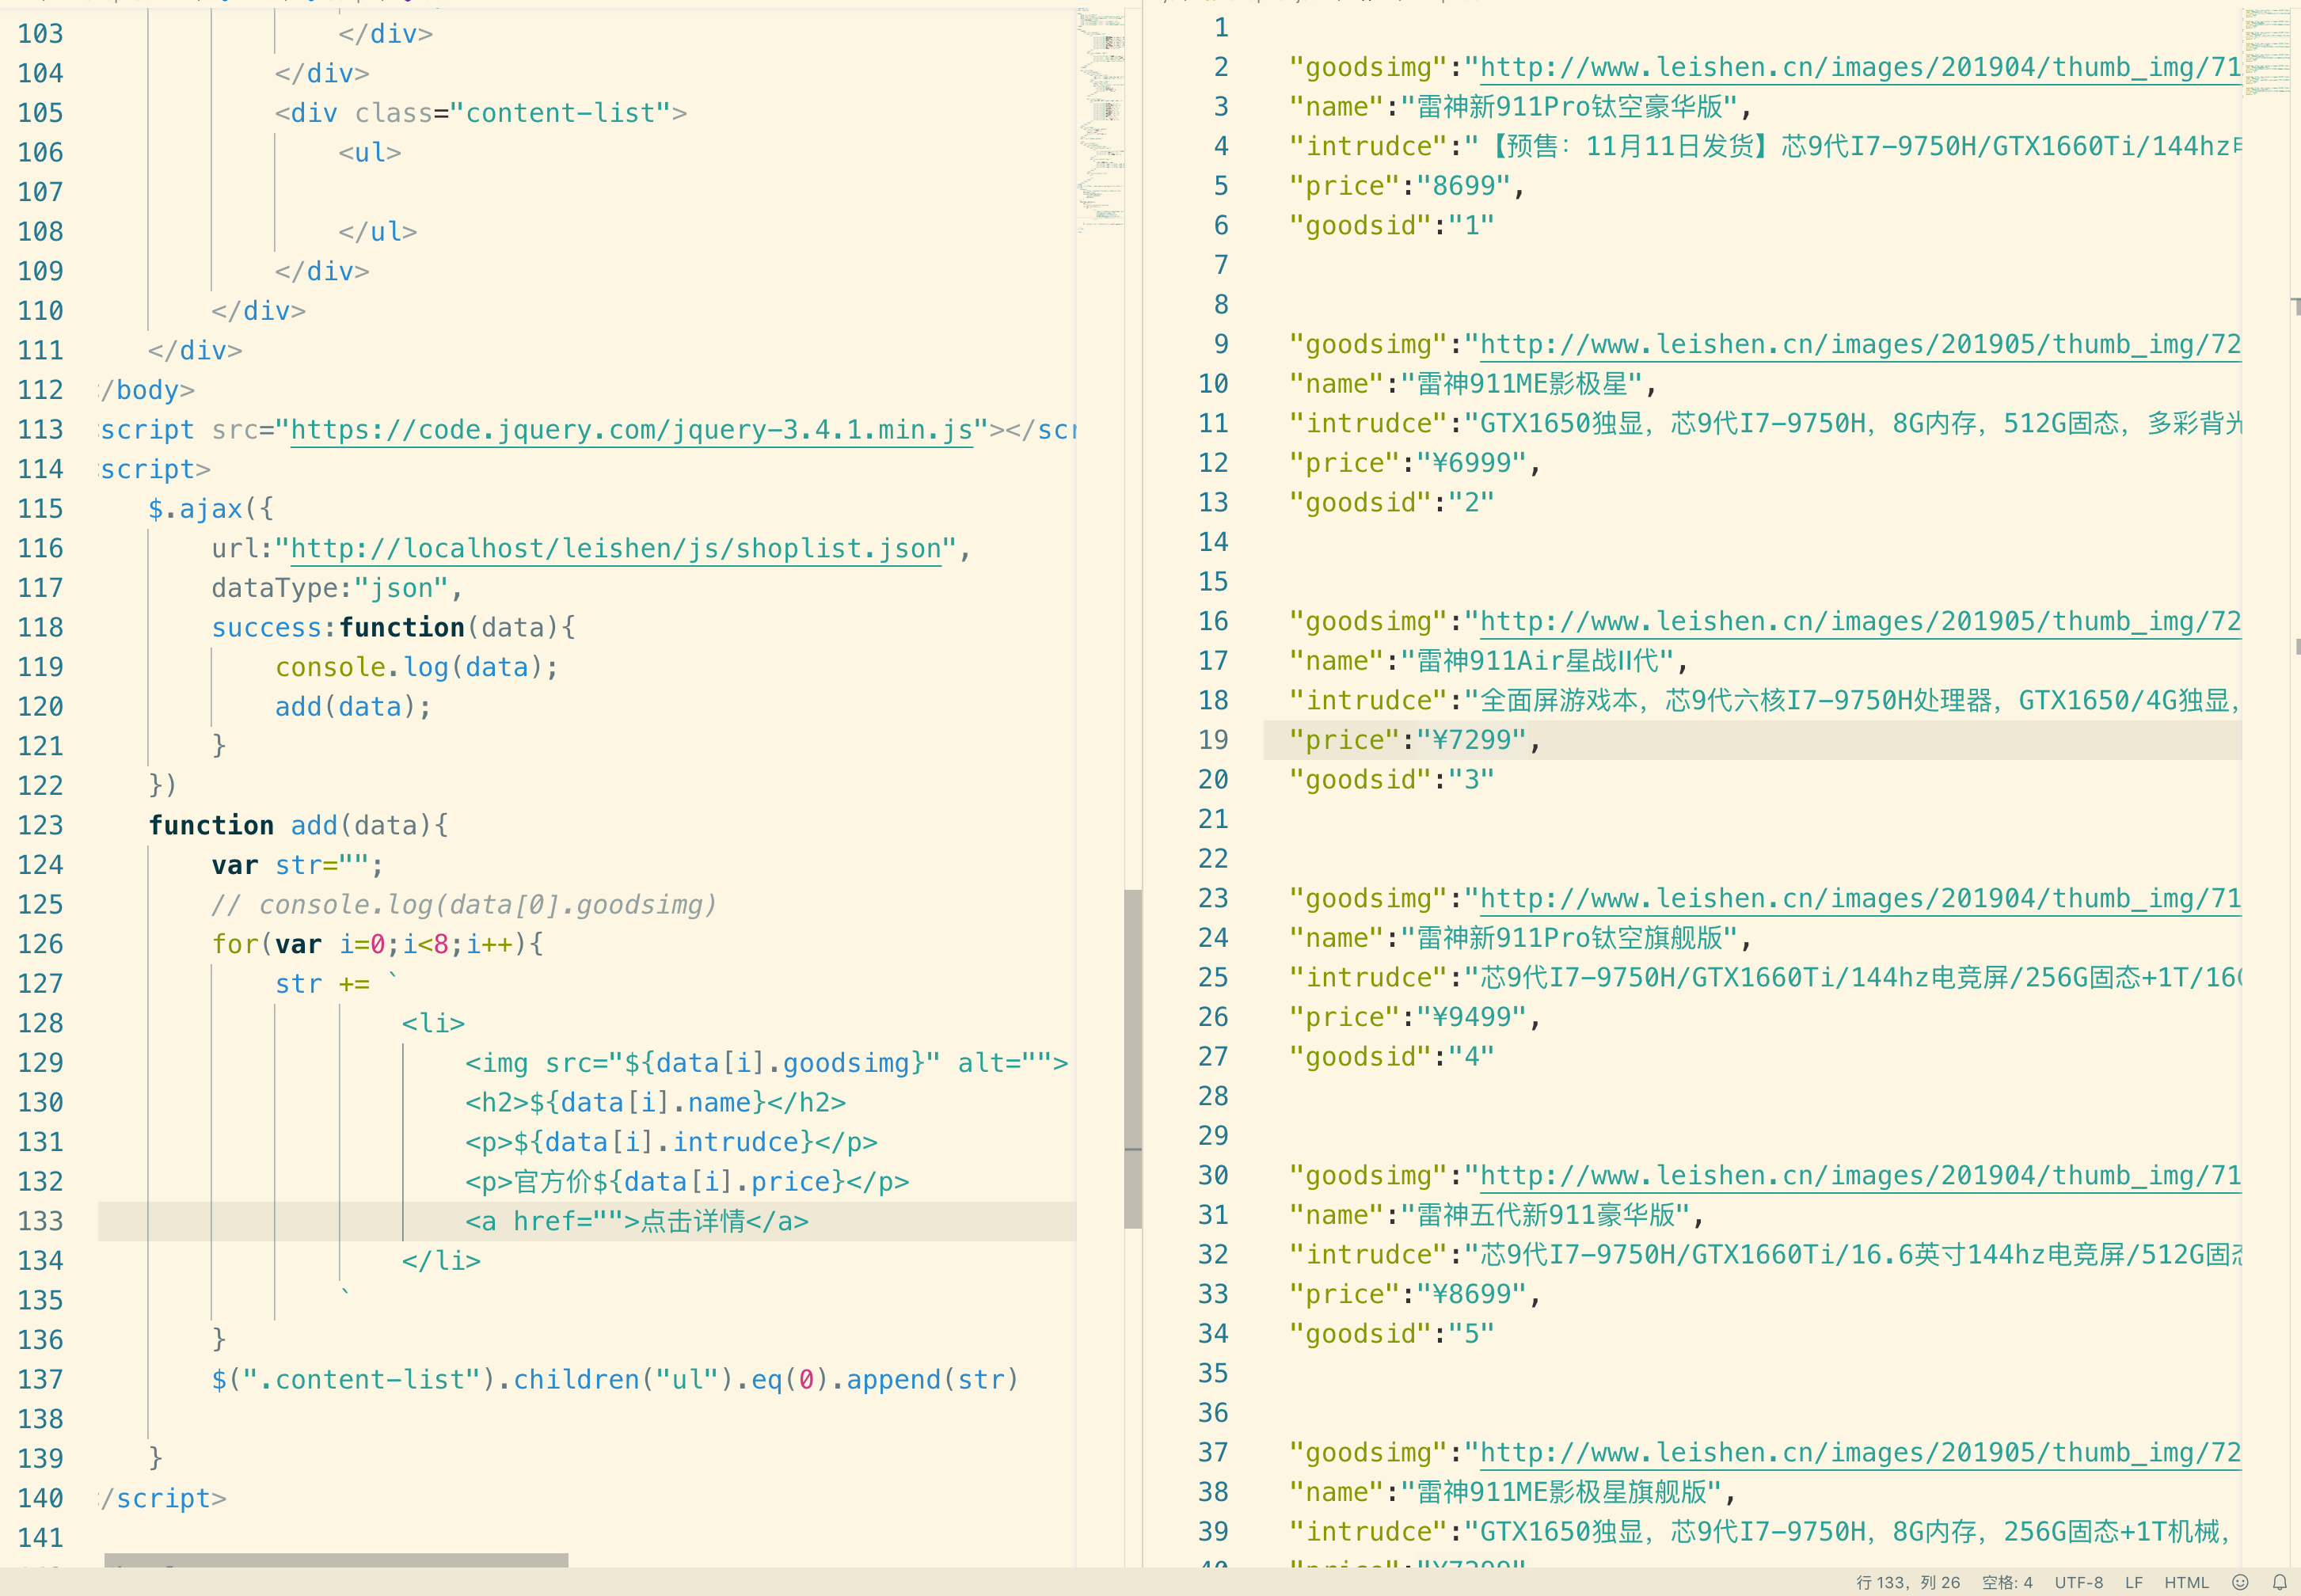 103 </div>
104 </div>
105 <div class="content-list">
106 <ul>
107
108 </ul>
109 </div>
110 </div>
111 </div>
112 /body>
113 script src="https://code.jquery.com/jquery-3.4.1.min.js"></scr
114 script>
115 $.ajax({
116 url:"http://localhost/leishen/js/shoplist.json",
117 dataType:"json",
118 success:function(data){
119 console.log(data);
120 add(data);
121 }
122 })
123 function add(data){
124 var str="";
125 // console.log(data[0].goodsimg)
126 for(var i=0;i<8;i++){
127 str += `
128 <li>
129 <img src="${data[i].goodsimg}" alt="">
130 <h2>${data[i].name}</h2>
131 <p>${data[i].intrudce}</p>
132 <p>官方价${data[i].price}</p>
133 <a href="">点击详情</a>
134 </li>
135 `
136 }
137 $(".content-list").children("ul").eq(0).append(str)
138
139 }
140 /script>
141
1
2 "goodsimg":"http://www.leishen.cn/images/201904/thumb_img/71
3 "name":"雷神新911Pro钛空豪华版",
4 "intrudce":"【预售：11月11日发货】芯9代I7-9750H/GTX1660Ti/144hz
5 "price":"8699",
6 "goodsid":"1"
7
8
9 "goodsimg":"http://www.leishen.cn/images/201905/thumb_img/72
10 "name":"雷神911ME影极星",
11 "intrudce":"GTX1650独显，芯9代I7-9750H，8G内存，512G固态，多彩背光
12 "price":"¥6999",
13 "goodsid":"2"
14
15
16 "goodsimg":"http://www.leishen.cn/images/201905/thumb_img/72
17 "name":"雷神911Air星战Ⅱ代",
18 "intrudce":"全面屏游戏本，芯9代六核I7-9750H处理器，GTX1650/4G独显，
19 "price":"¥7299",
20 "goodsid":"3"
21
22
23 "goodsimg":"http://www.leishen.cn/images/201904/thumb_img/71
24 "name":"雷神新911Pro钛空旗舰版",
25 "intrudce":"芯9代I7-9750H/GTX1660Ti/144hz电竞屏/256G固态+1T/16G
26 "price":"¥9499",
27 "goodsid":"4"
28
29
30 "goodsimg":"http://www.leishen.cn/images/201904/thumb_img/71
31 "name":"雷神五代新911豪华版",
32 "intrudce":"芯9代I7-9750H/GTX1660Ti/16.6英寸144hz电竞屏/512G固态
33 "price":"¥8699",
34 "goodsid":"5"
35
36
37 "goodsimg":"http://www.leishen.cn/images/201905/thumb_img/72
38 "name":"雷神911ME影极星旗舰版",
39 "intrudce":"GTX1650独显，芯9代I7-9750H，8G内存，256G固态+1T机械，
40 "price":"¥7299"
行 133，列 26 空格: 4 UTF-8 LF HTML